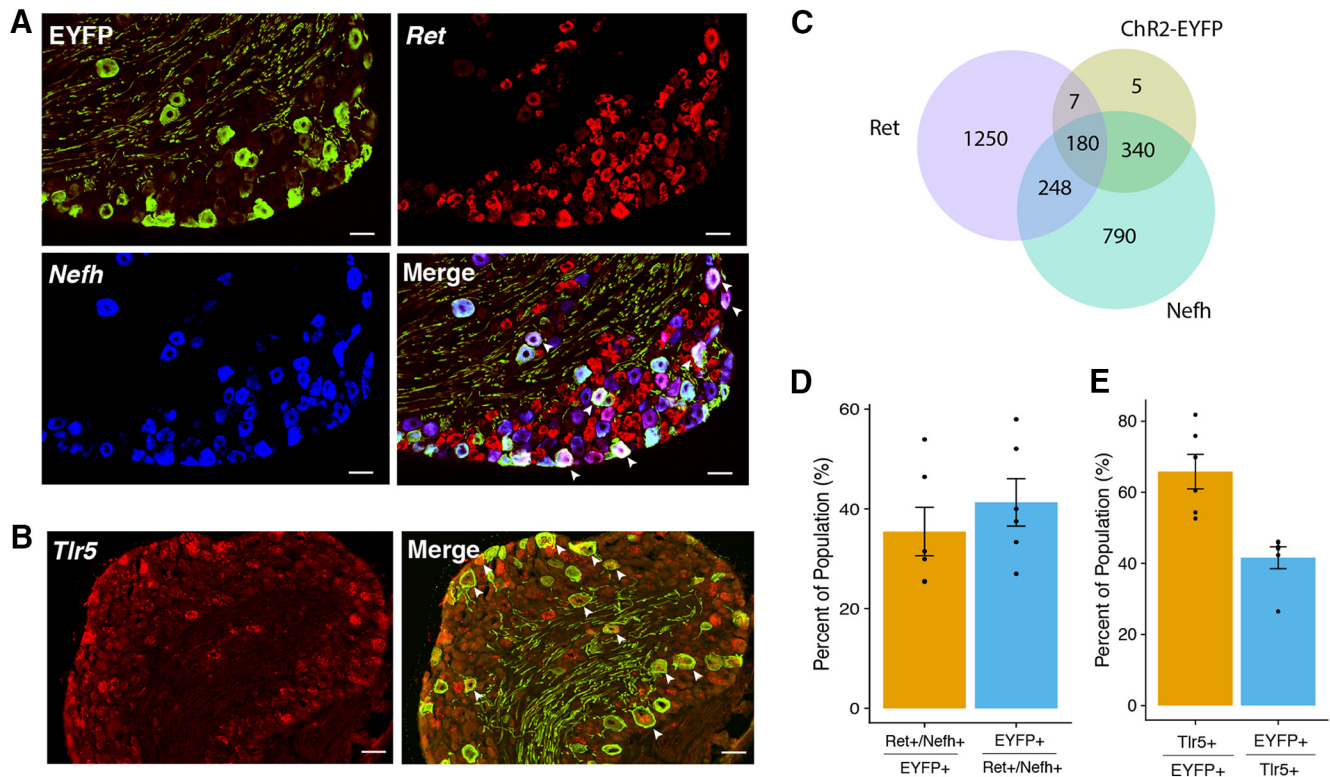 A
EYFP
Ret
Nefh
Merge
B
Tlr5
Merge
C
ChR2-EYFP
Ret
Nefh
5
7
1250
180
340
248
790
D
Percent of Population (%)
60
40
20
0
Ret+/Nefh+
EYFP+
EYFP+
Ret+/Nefh+
E
Percent of Population (%)
80
60
40
20
0
Tlr5+
EYFP+
EYFP+
Tlr5+